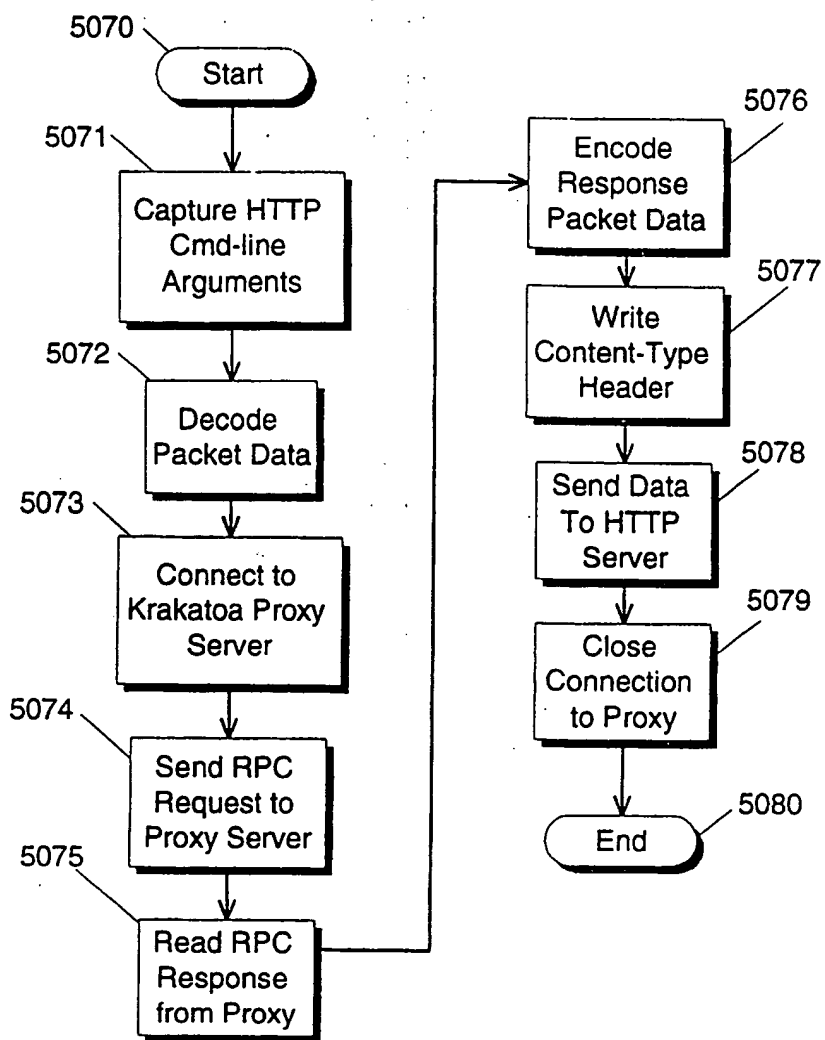 5070
Start
5071
Capture HTTP
Cmd-line
Arguments
5072
Decode
Packet Data
5073
Connect to
Krakatoa Proxy
Server
5074
Send RPC
Request to
Proxy Server
5075
Read RPC
Response
from Proxy
5076
Encode
Response
Packet Data
5077
Write
Content-Type
Header
5078
Send Data
To HTTP
Server
5079
Close
Connection
to Proxy
5080
End